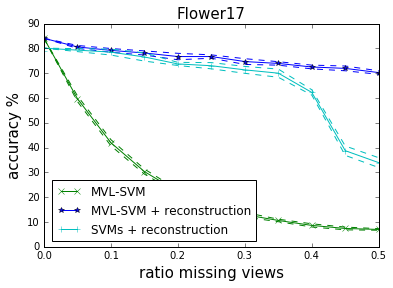 Flower17
accuracy %
90
80
70
60
50
40
30
20
10
0
MVL-SVM
MVL-SVM + reconstruction
SVMs + reconstruction
0.0 0.1 0.2 0.3 0.4 0.5
ratio missing views